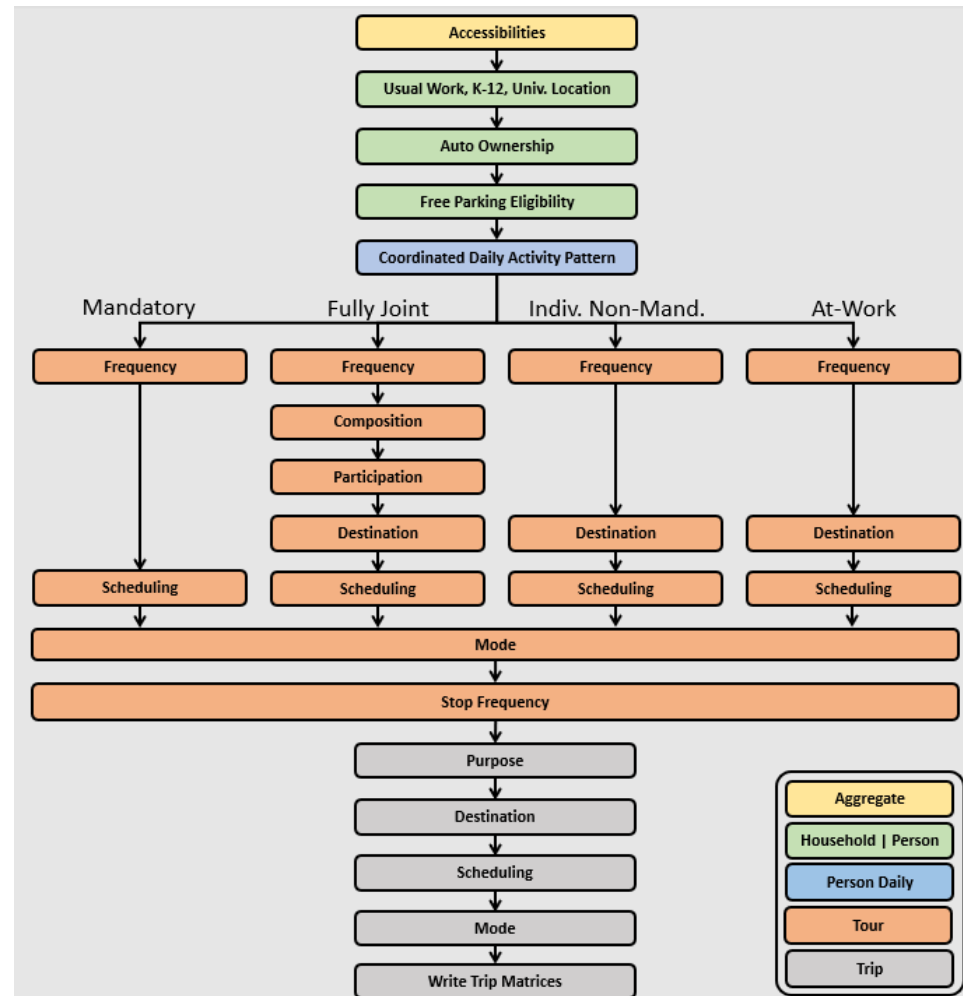 Accessibilities
Usual Work, K-12, Univ. Location
Auto Ownership
Free Parking Eligibility
Coordinated Daily Activity Pattern
Mandatory
Fully Joint
Indiv. Non-Mand.
At-Work
Frequency
Frequency
Frequency
Frequency
Composition
Participation
Destination
Destination
Destination
Scheduling
Scheduling
Scheduling
Scheduling
Mode
Stop Frequency
Purpose
Destination
Scheduling
Mode
Write Trip Matrices
Aggregate
Household | Person
Person Daily
Tour
Trip